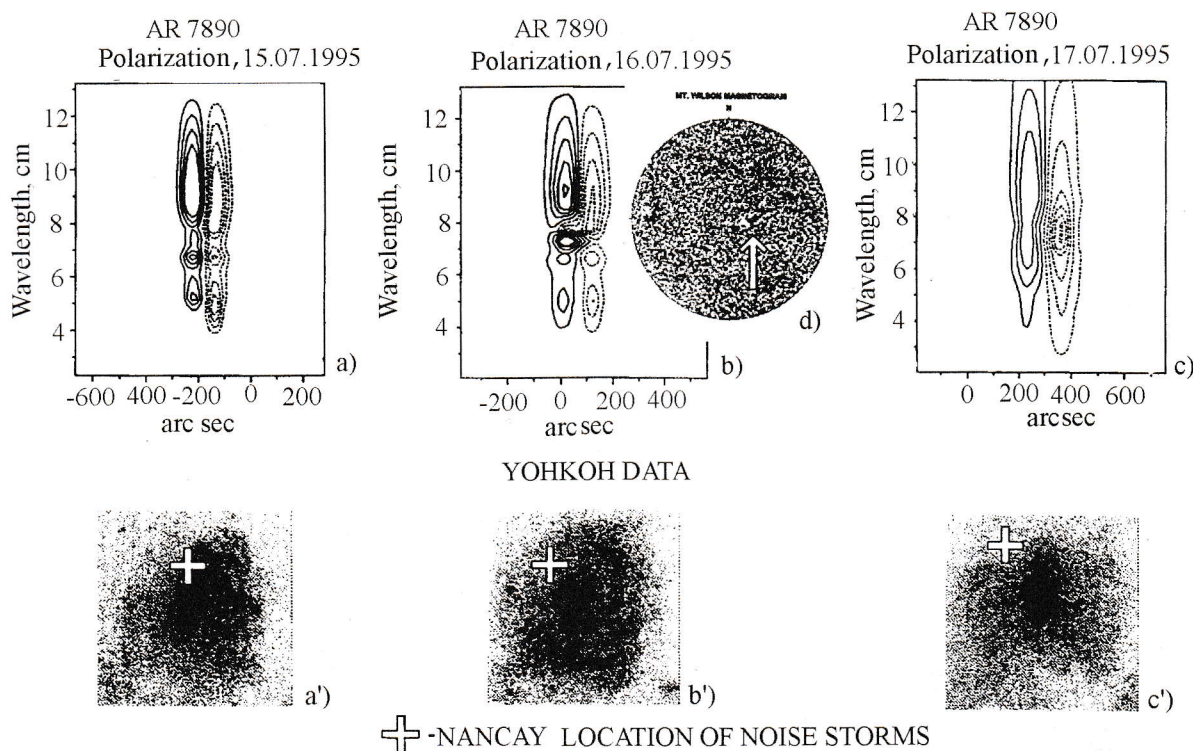 AR 7890
Polarization, 15.07.1995
12
10
8
6
4
Wavelength, cm
-600 -400 -200 0 200
arc sec
a)
AR 7890
Polarization, 16.07.1995
12
10
8
6
4
Wavelength, cm
-200 0 200 400
arc sec
b)
MT. WILSON MAGNETOGRAM
N
d)
AR 7890
Polarization, 17.07.1995
12
10
8
6
4
Wavelength, cm
0 200 400 600
arc sec
c)
YOHKOH DATA
a')
b')
c')
-NANCAY LOCATION OF NOISE STORMS